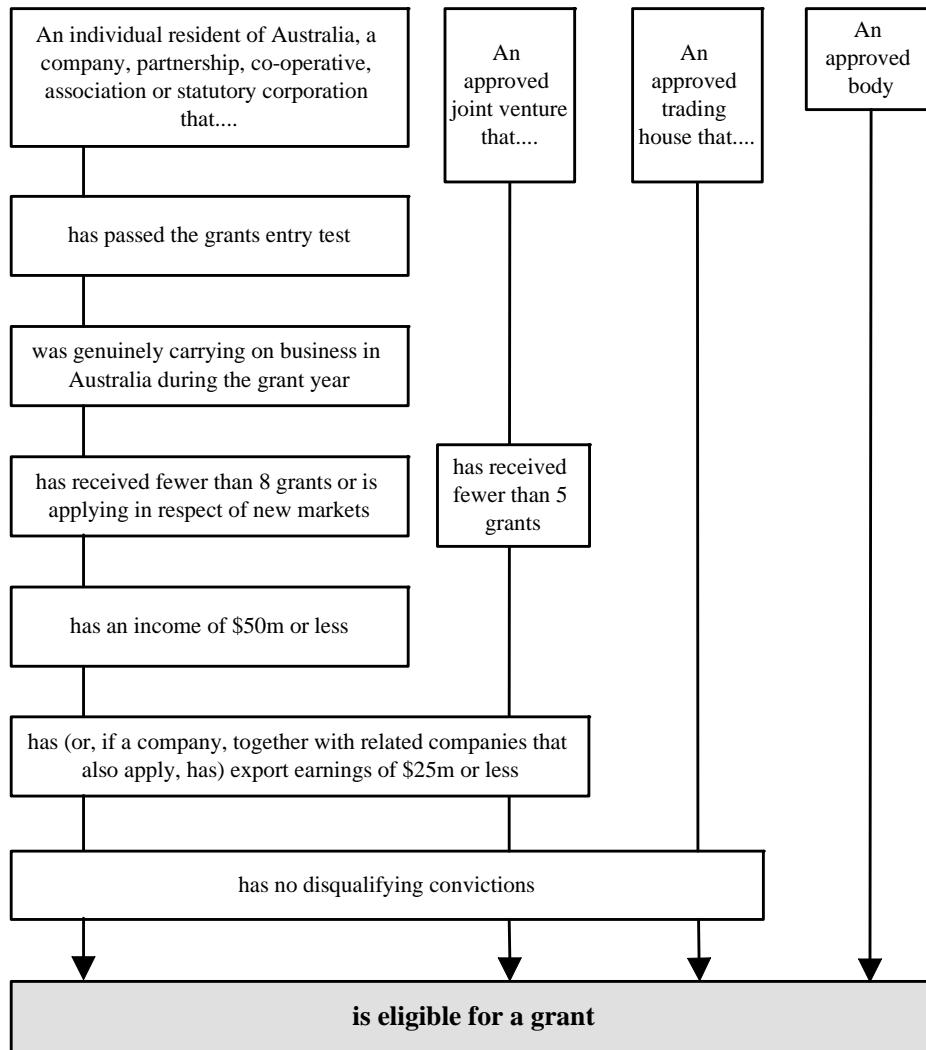 An individual resident of Australia, a
company, partnership, co-operative,
association or statutory corporation
that....
An
approved
joint venture
that....
An
approved
trading
house that....
An
approved
body
has passed the grants entry test
was genuinely carrying on business in
Australia during the grant year
has received fewer than 8 grants or is
applying in respect of new markets
has received
fewer than 5
grants
has an income of $50m or less
has (or, if a company, together with related companies that
also apply, has) export earnings of $25m or less
has no disqualifying convictions
is eligible for a grant